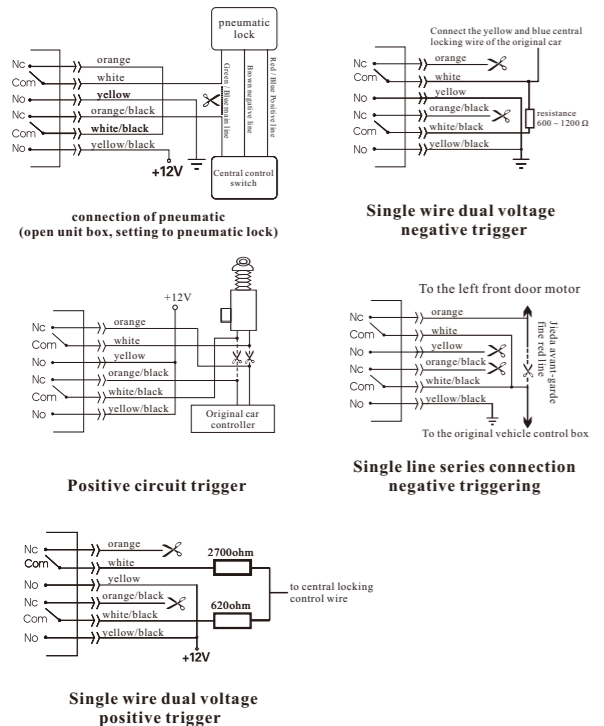 pneumatic
lock
Nc
orange
Com
white
No
yellow
Nc
orange/black
Com
white/black
No
yellow/black
+12V
Green / Blue main line
Brown negative line
Red / Blue Positive line
Central control
switch
connection of pneumatic
(open unit box, setting to pneumatic lock)
Connect the yellow and blue central
locking wire of the original car
Nc
orange
Com
white
No
yellow
Nc
orange/black
Com
white/black
No
yellow/black
resistance
600 ~ 1200 Ω
Single wire dual voltage
negative trigger
+12V
Nc
orange
Com
white
No
yellow
Nc
orange/black
Com
white/black
No
yellow/black
Original car
controller
Positive circuit trigger
To the left front door motor
Nc
orange
Com
white
No
yellow
Nc
orange/black
Com
white/black
No
yellow/black
Jieda avant-garde
fine red line
To the original vehicle control box
Single line series connection
negative triggering
Nc
orange
Com
white
No
yellow
Nc
orange/black
Com
white/black
No
yellow/black
2700ohm
620ohm
to central locking
control wire
+12V
Single wire dual voltage
positive trigger